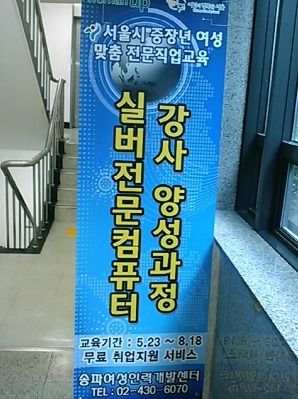 서울시 중장년 여성
맞춤 전문직업교육
실버전문컴퓨터
강사 양성과정
교육기간 : 5.23 ~ 8.18
무료 취업지원 서비스
송파여성인력개발센터
TEL: 02-430-6070